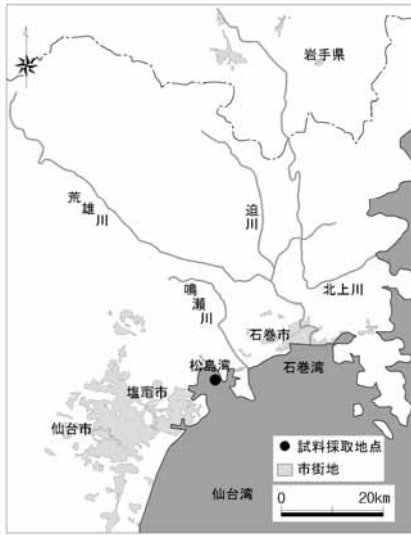 岩手県
荒雄川
迫川
鳴瀬川
北上川
石巻市
松島湾
石巻湾
塩竈市
仙台市
試料採取地点
市街地
仙台湾
0 20km